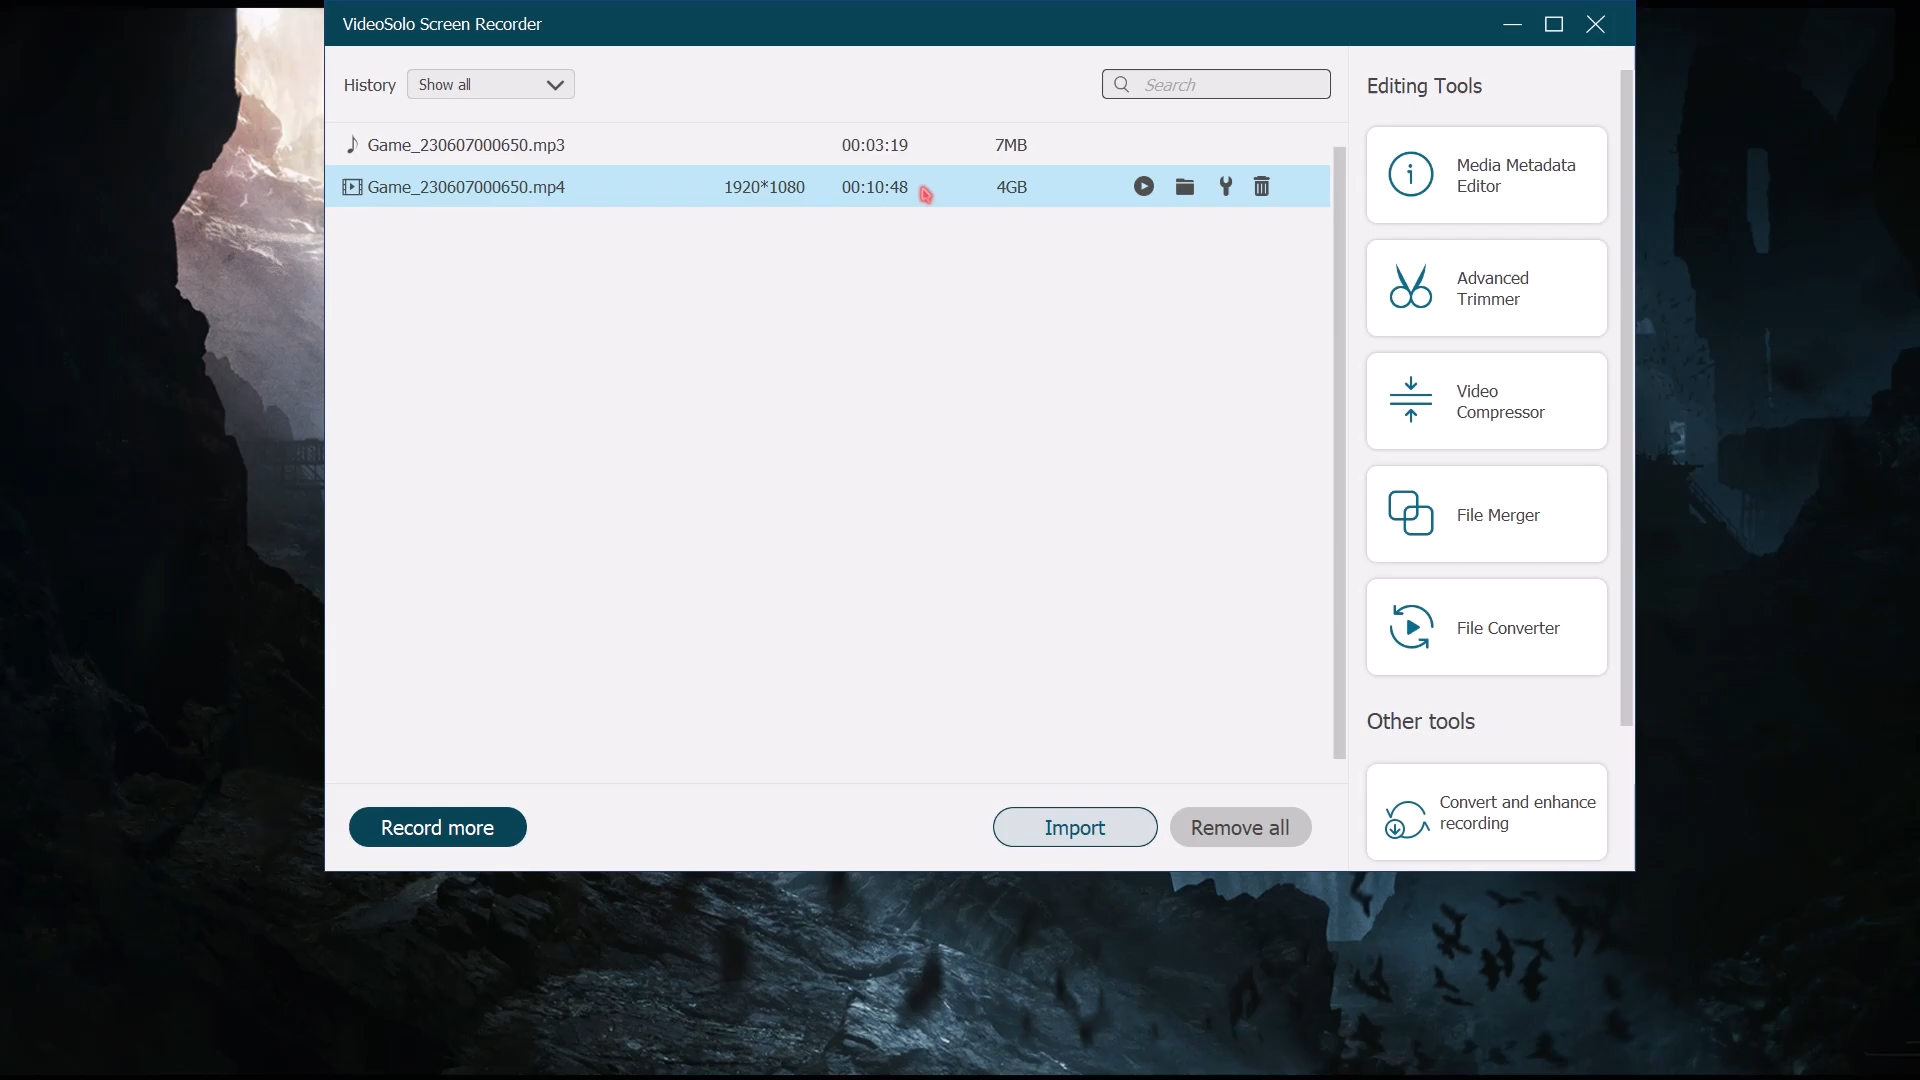 VideoSolo Screen Recorder
History
Show all
Search
Game_230607000650.mp3 00:03:19 7MB
Game_230607000650.mp4 1920*1080 00:10:48 4GB
Record more
Import
Remove all
Editing Tools
Media Metadata
Editor
Advanced
Trimmer
Video
Compressor
File Merger
File Converter
Other tools
Convert and enhance
recording